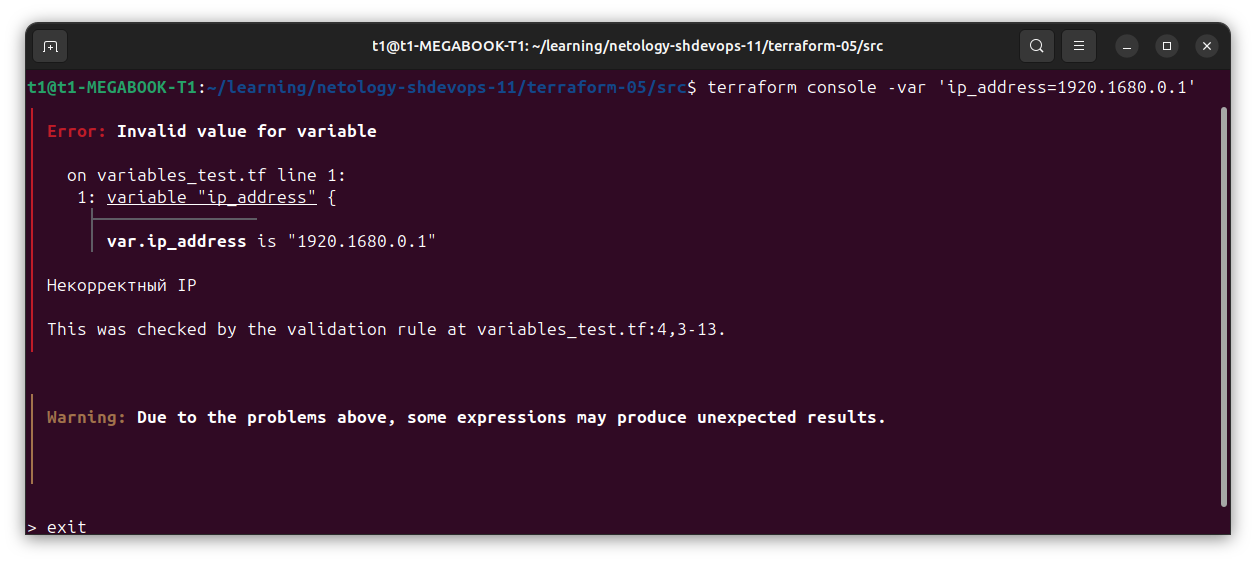 t1@t1-MEGABOOK-T1: ~/learning/netology-shdevops-11/terraform-05/src
t1@t1-MEGABOOK-T1:~/learning/netology-shdevops-11/terraform-05/src$ terraform console -var 'ip_address=1920.1680.0.1'
Error: Invalid value for variable
on variables_test.tf line 1:
1: variable "ip_address" {
var.ip_address is "1920.1680.0.1"
Некорректный IP
This was checked by the validation rule at variables_test.tf:4,3-13.
Warning: Due to the problems above, some expressions may produce unexpected results.
> exit